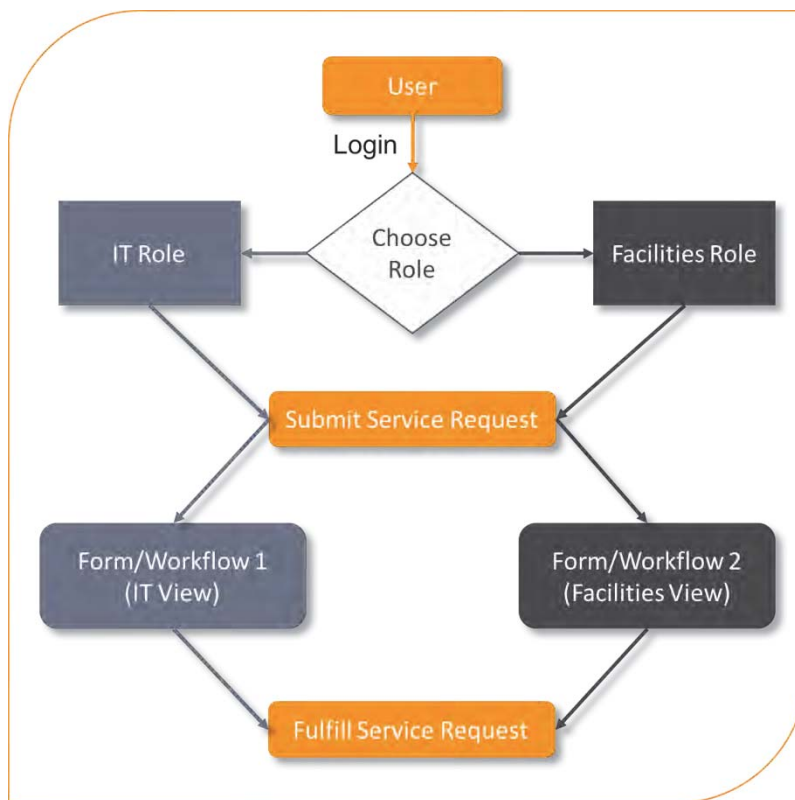 User
Login
Choose
Role
IT Role
Facilities Role
Submit Service Request
Form/Workflow 1
(IT View)
Form/Workflow 2
(Facilities View)
Fulfill Service Request